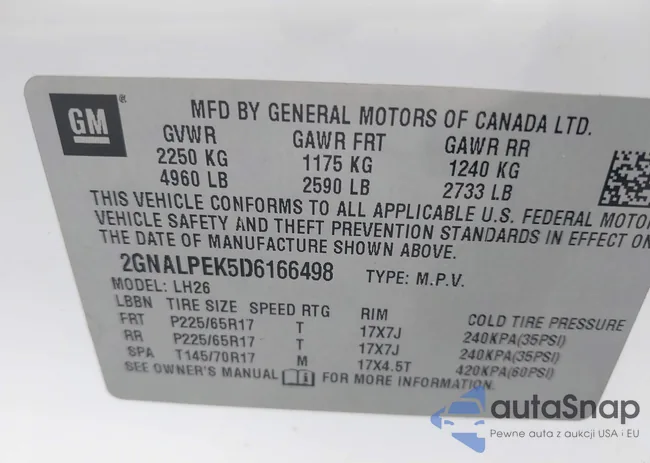 GM
MFD BY GENERAL MOTORS OF CANADA LTD.
GVWR GAWR FRT GAWR RR
2250 KG 1175 KG 1240 KG
4960 LB 2590 LB 2733 LB
THIS VEHICLE CONFORMS TO ALL APPLICABLE U.S. FEDERAL MOTOR
VEHICLE SAFETY AND THEFT PREVENTION STANDARDS IN EFFECT ON
THE DATE OF MANUFACTURE SHOWN ABOVE.
2GNALPEK5D6166498 TYPE: M.P.V.
MODEL: LH26
LBBN TIRE SIZE SPEED RTG RIM COLD TIRE PRESSURE
FRT P225/65R17 T 17X7J 240KPA(35PSI)
RR P225/65R17 T 17X7J 240KPA(35PSI)
SPA T145/70R17 M 17X4.5T 420KPA(60PSI)
SEE OWNER'S MANUAL FOR MORE INFORMATION.
autaSnap
Pewne auta z aukcji USA i EU